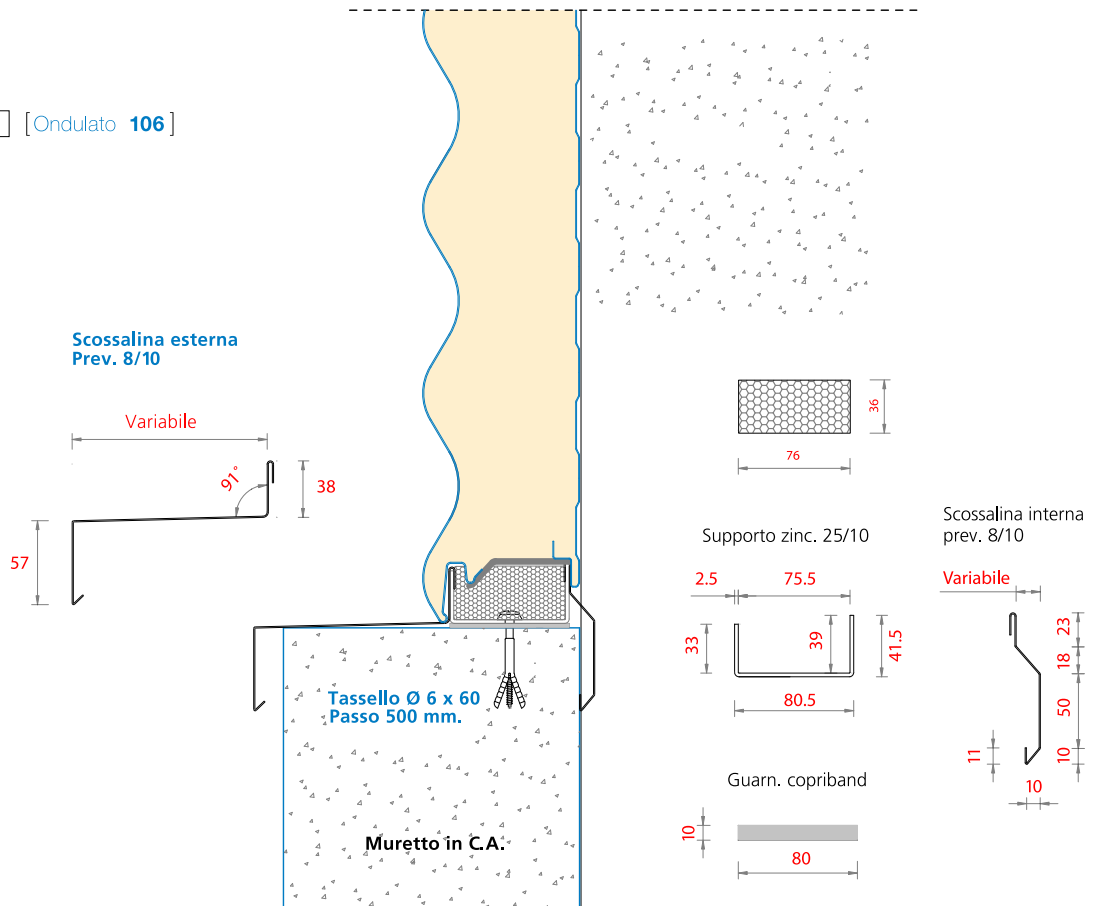 [Ondulato 106]
Scossalina esterna
Prev. 8/10
Variabile
91°
38
57
36
76
Supporto zinc. 25/10
2.5
75.5
33
39
41.5
80.5
Scossalina interna
prev. 8/10
Variabile
23
18
50
10
11
10
Tassello Ø 6 x 60
Passo 500 mm.
Guarn. copriband
10
80
Muretto in C.A.